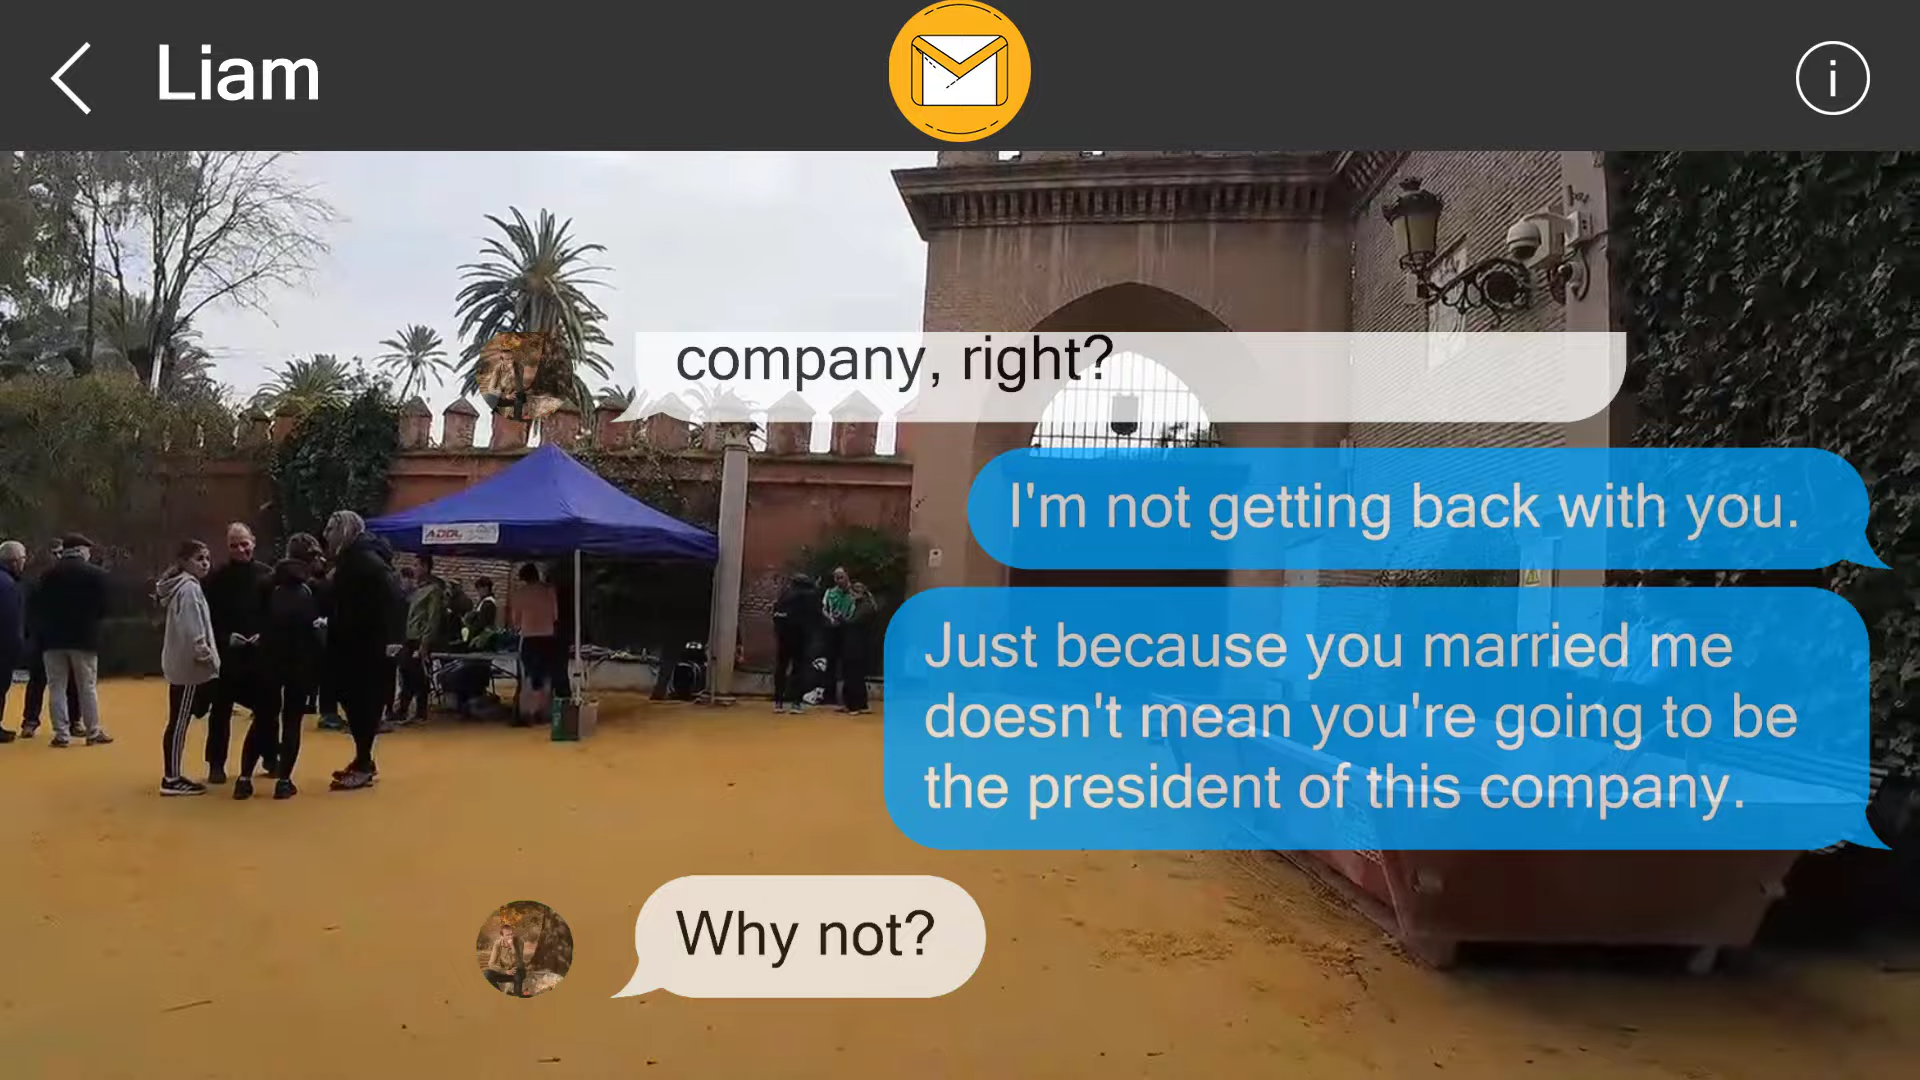 Liam
i
company, right?
I'm not getting back with you.
Just because you married me
doesn't mean you're going to be
the president of this company.
Why not?